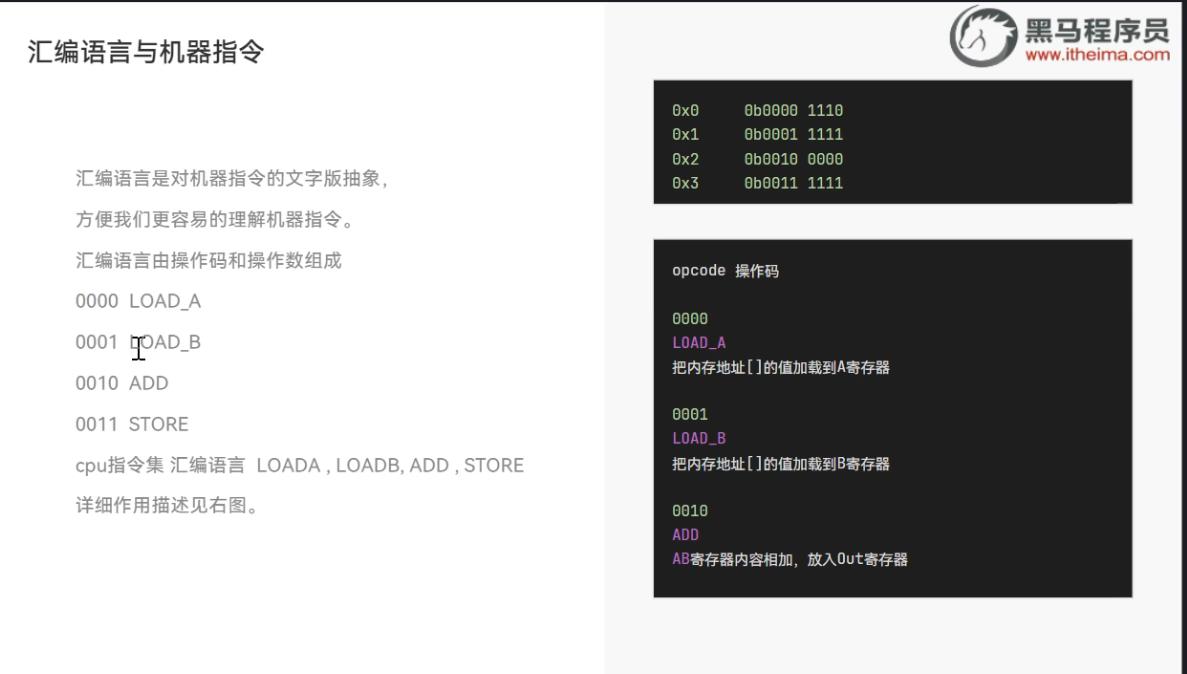 汇编语言与机器指令
黑马程序员
www.itheima.com
汇编语言是对机器指令的文字版抽象，
方便我们更容易的理解机器指令。
汇编语言由操作码和操作数组成
0000 LOAD_A
0001 LOAD_B
0010 ADD
0011 STORE
cpu指令集 汇编语言 LOADA , LOADB, ADD , STORE
详细作用描述见右图。
0x0 0b0000 1110
0x1 0b0001 1111
0x2 0b0010 0000
0x3 0b0011 1111
opcode 操作码
0000
LOAD_A
把内存地址[]的值加载到A寄存器
0001
LOAD_B
把内存地址[]的值加载到B寄存器
0010
ADD
AB寄存器内容相加，放入Out寄存器